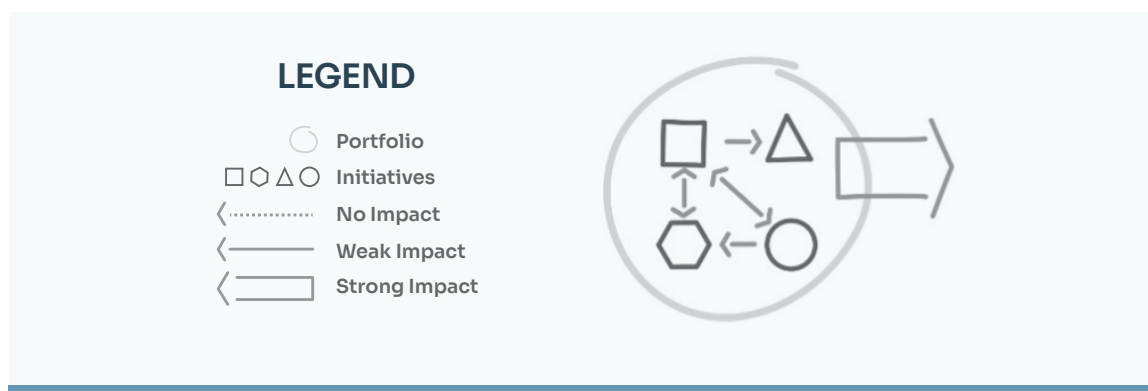 LEGEND
Portfolio
Initiatives
No Impact
Weak Impact
Strong Impact